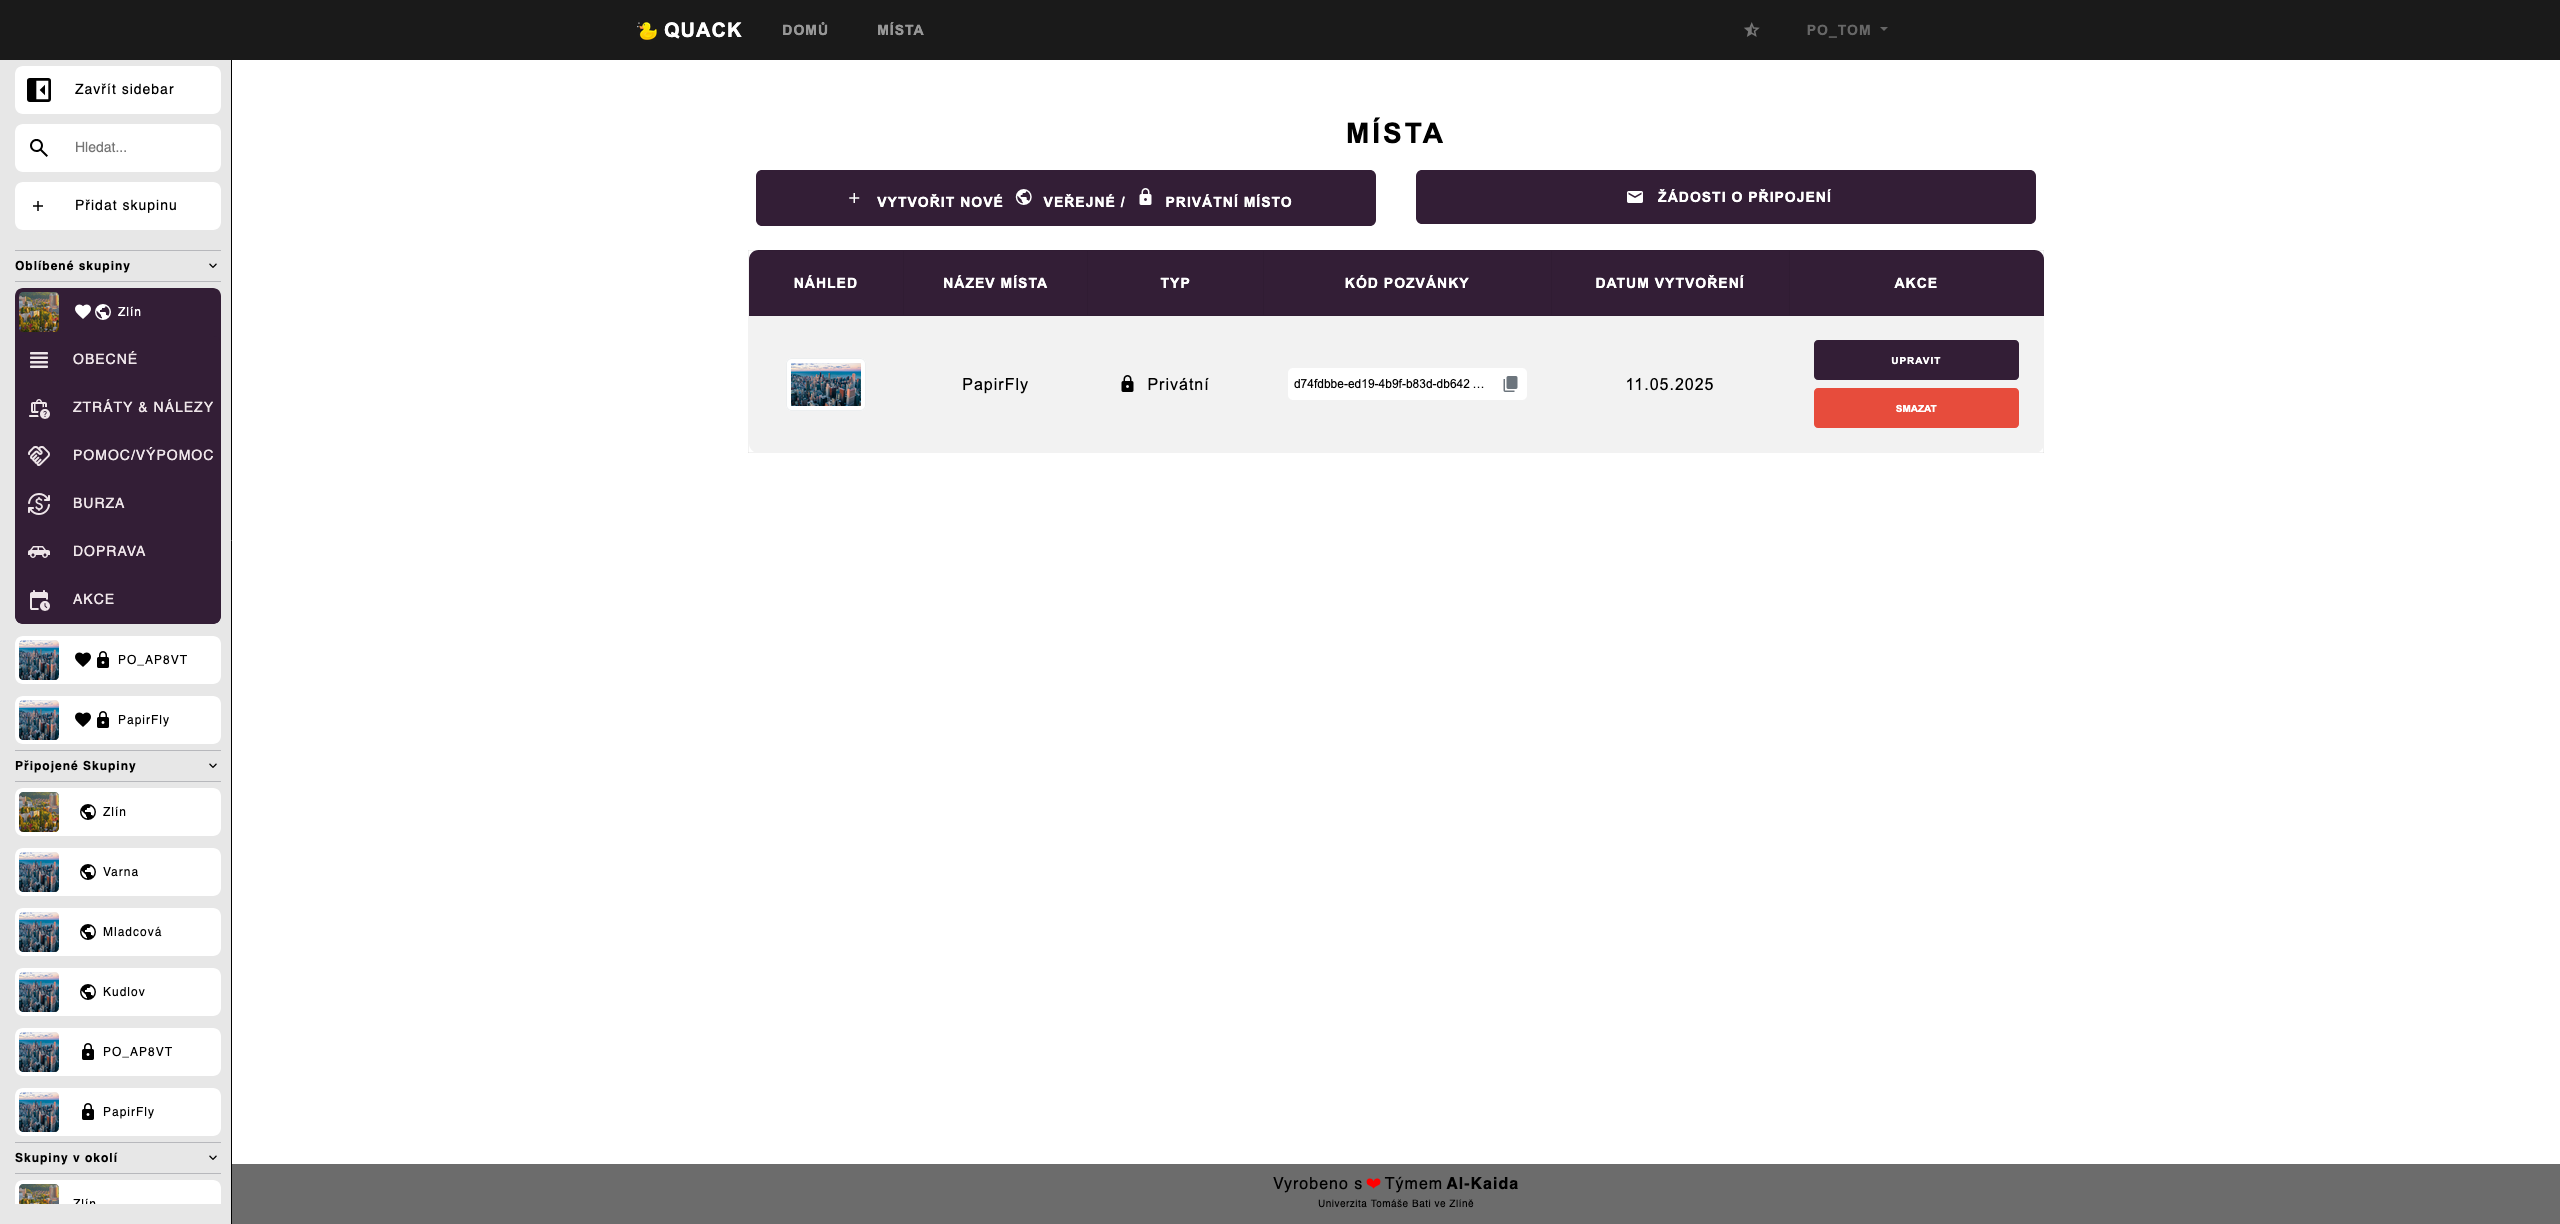 QUACK DOMŮ MÍSTA PO_TOM
Zavřít sidebar
Hledat...
Přidat skupinu
Oblíbené skupiny
Zlín
OBECNÉ
ZTRÁTY & NÁLEZY
POMOC/VÝPOMOC
BURZA
DOPRAVA
AKCE
PO_AP8VT
PapirFly
Připojené Skupiny
Zlín
Varna
Mladcová
Kudlov
PO_AP8VT
PapirFly
Skupiny v okolí
Zlín
MÍSTA
VYTVOŘIT NOVÉ VEŘEJNÉ / PRIVÁTNÍ MÍSTO
ŽÁDOSTI O PŘIPOJENÍ
NÁHLED NÁZEV MÍSTA TYP KÓD POZVÁNKY DATUM VYTVOŘENÍ AKCE
PapirFly Privátní d74fdbbe-ed19-4b9f-b83d-db642 ... 11.05.2025
UPRAVIT
SMAZAT
Vyrobeno s ❤ Týmem Al-Kaida
Univerzita Tomáše Bati ve Zlíně